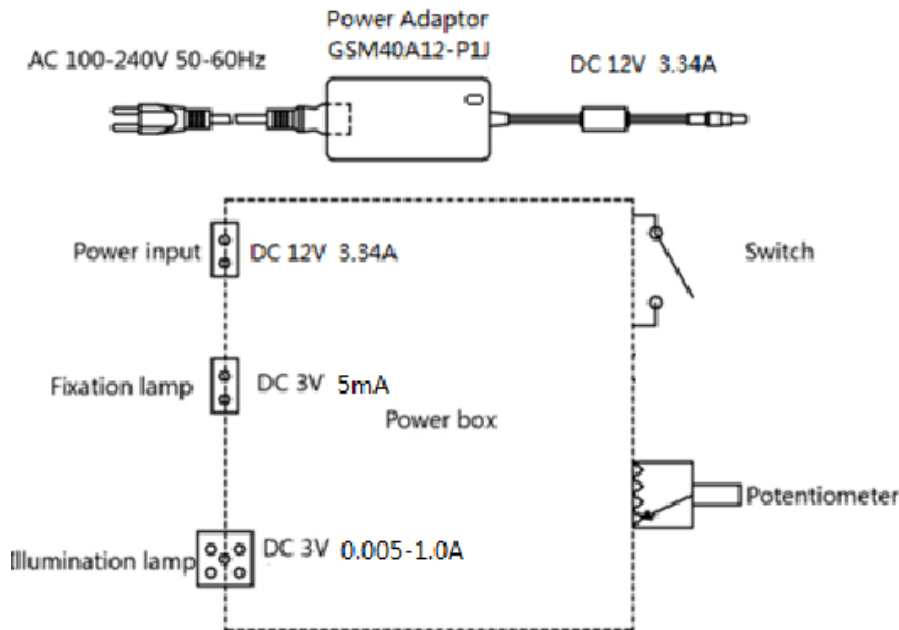 Power Adaptor
GSM40A12-P1J
AC 100-240V 50-60Hz
DC 12V 3.34A
Power input
DC 12V 3.34A
Switch
Fixation lamp
DC 3V 5mA
Power box
Potentiometer
Illumination lamp
DC 3V 0.005-1.0A